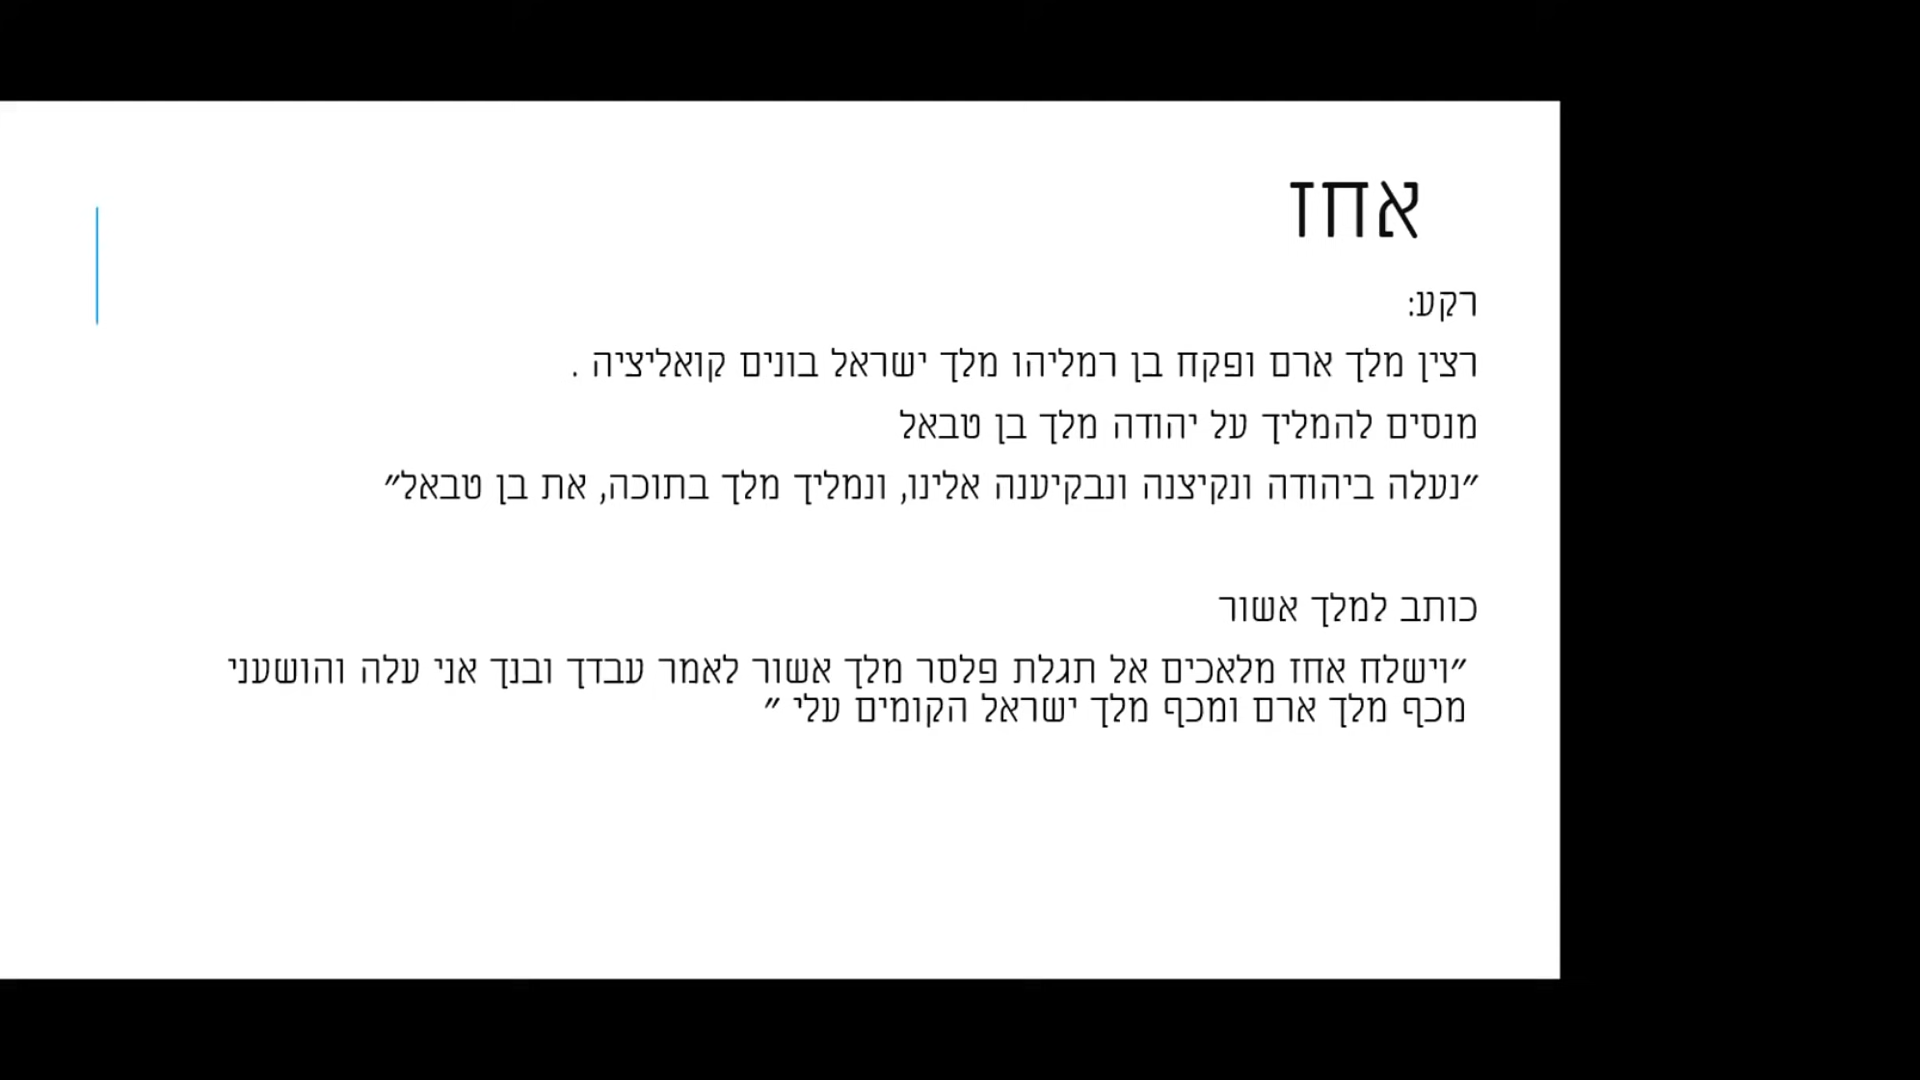 אחז
רקע:
רצין מלך ארם ופקח בן רמליהו מלך ישראל בונים קואליציה .
מנסים להמליך על יהודה מלך בן טבאל
״נעלה ביהודה ונקיצנה ונבקיענה אלינו, ונמליך מלך בתוכה, את בן טבאל״
כותב למלך אשור
״וישלח אחז מלאכים אל תגלת פלסר מלך אשור לאמר עבדך ובנך אני עלה והושעני
מכף מלך ארם ומכף מלך ישראל הקומים עלי ״